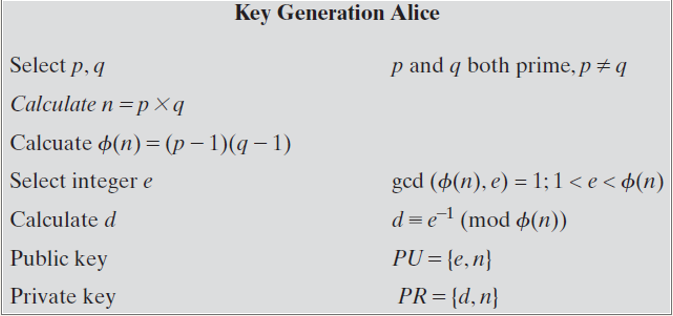 Key Generation Alice
Select p, q p and q both prime, p ≠ q
Calculate n = p × q
Calcuate ϕ(n) = (p − 1)(q − 1)
Select integer e gcd (ϕ(n), e) = 1; 1 < e < ϕ(n)
Calculate d d ≡ e⁻¹ (mod ϕ(n))
Public key PU = {e, n}
Private key PR = {d, n}